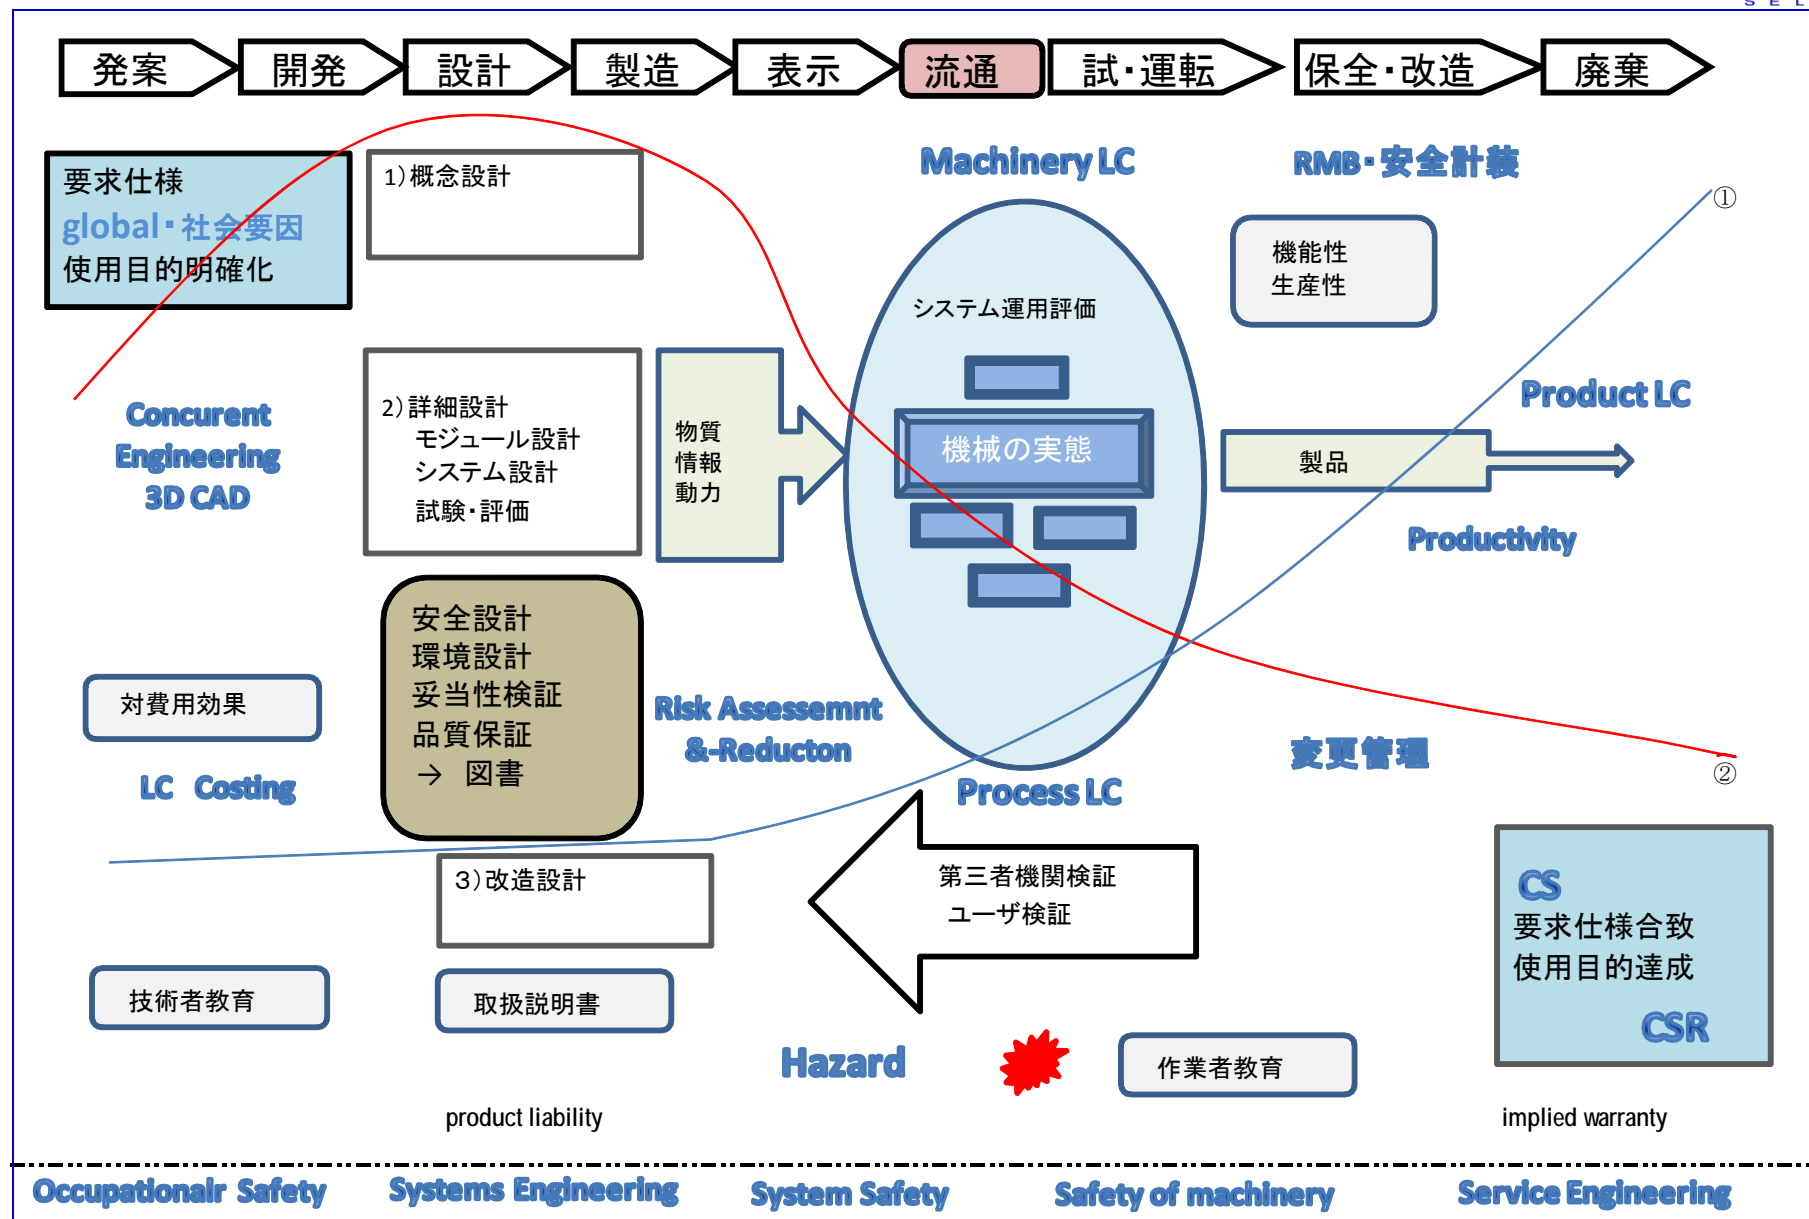 S E L
発案
開発
設計
製造
表示
流通
試・運転
保全・改造
廃棄
要求仕様
global・社会要因
使用目的明確化
1）概念設計
Machinery LC
RMB・安全計装
①
機能性
生産性
システム運用評価
Concurent
Engineering
3D CAD
2）詳細設計
モジュール設計
システム設計
試験・評価
物質
情報
動力
機械の実態
製品
Product LC
Productivity
安全設計
環境設計
妥当性検証
品質保証
→ 図書
対費用効果
LC Costing
Risk Assessemnt
&-Reducton
Process LC
変更管理
②
3）改造設計
第三者機関検証
ユーザ検証
CS
要求仕様合致
使用目的達成
CSR
技術者教育
取扱説明書
Hazard
作業者教育
product liability
implied warranty
Occupationair Safety
Systems Engineering
System Safety
Safety of machinery
Service Engineering